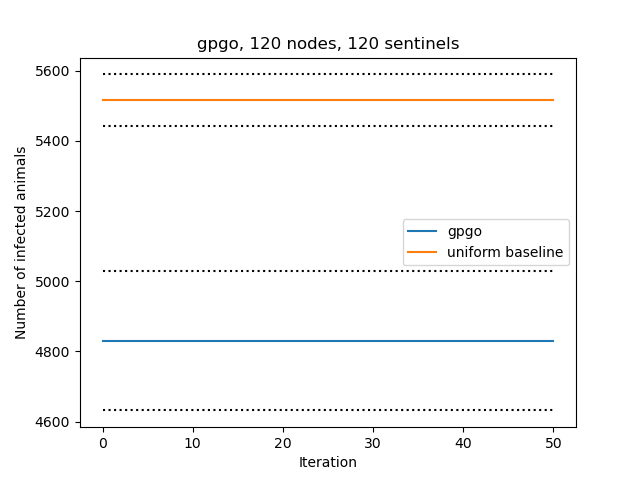 gpgo, 120 nodes, 120 sentinels
5600
5400
5200
5000
4800
4600
Number of infected animals
gpgo
uniform baseline
0
10
20
30
40
50
Iteration